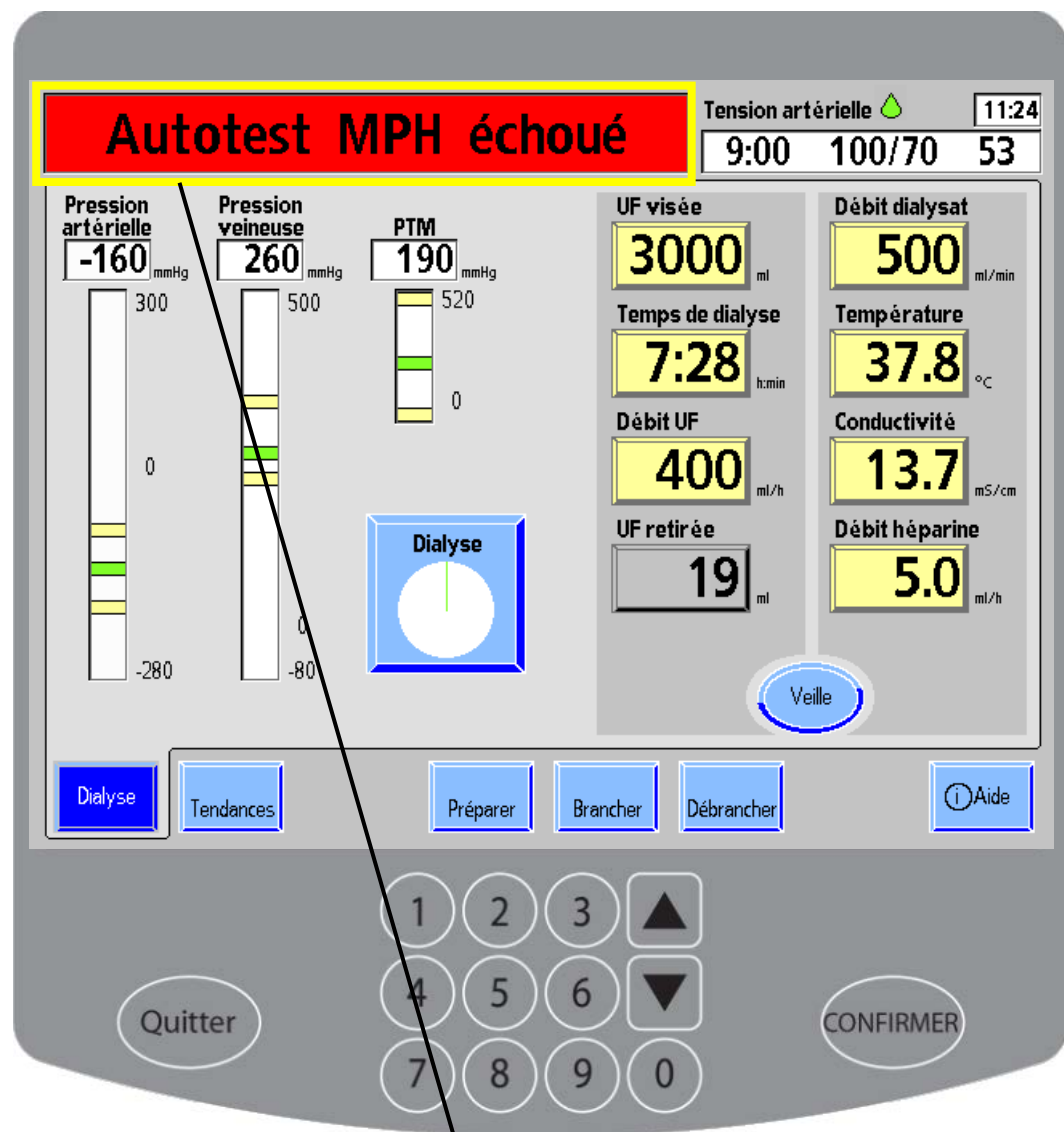 Autotest MPH échoué
Tension artérielle
11:24
9:00 100/70 53
Pression artérielle
-160 mmHg
300
0
-280
Pression veineuse
260 mmHg
500
0
-80
PTM
190 mmHg
520
0
Dialyse
UF visée
3000 ml
Temps de dialyse
7:28 h:min
Débit UF
400 ml/h
UF retirée
19 ml
Débit dialysat
500 ml/min
Température
37.8 °C
Conductivité
13.7 mS/cm
Débit héparine
5.0 ml/h
Veille
Dialyse
Tendances
Préparer
Brancher
Débrancher
i Aide
1 2 3
4 5 6
7 8 9 0
Quitter
CONFIRMER